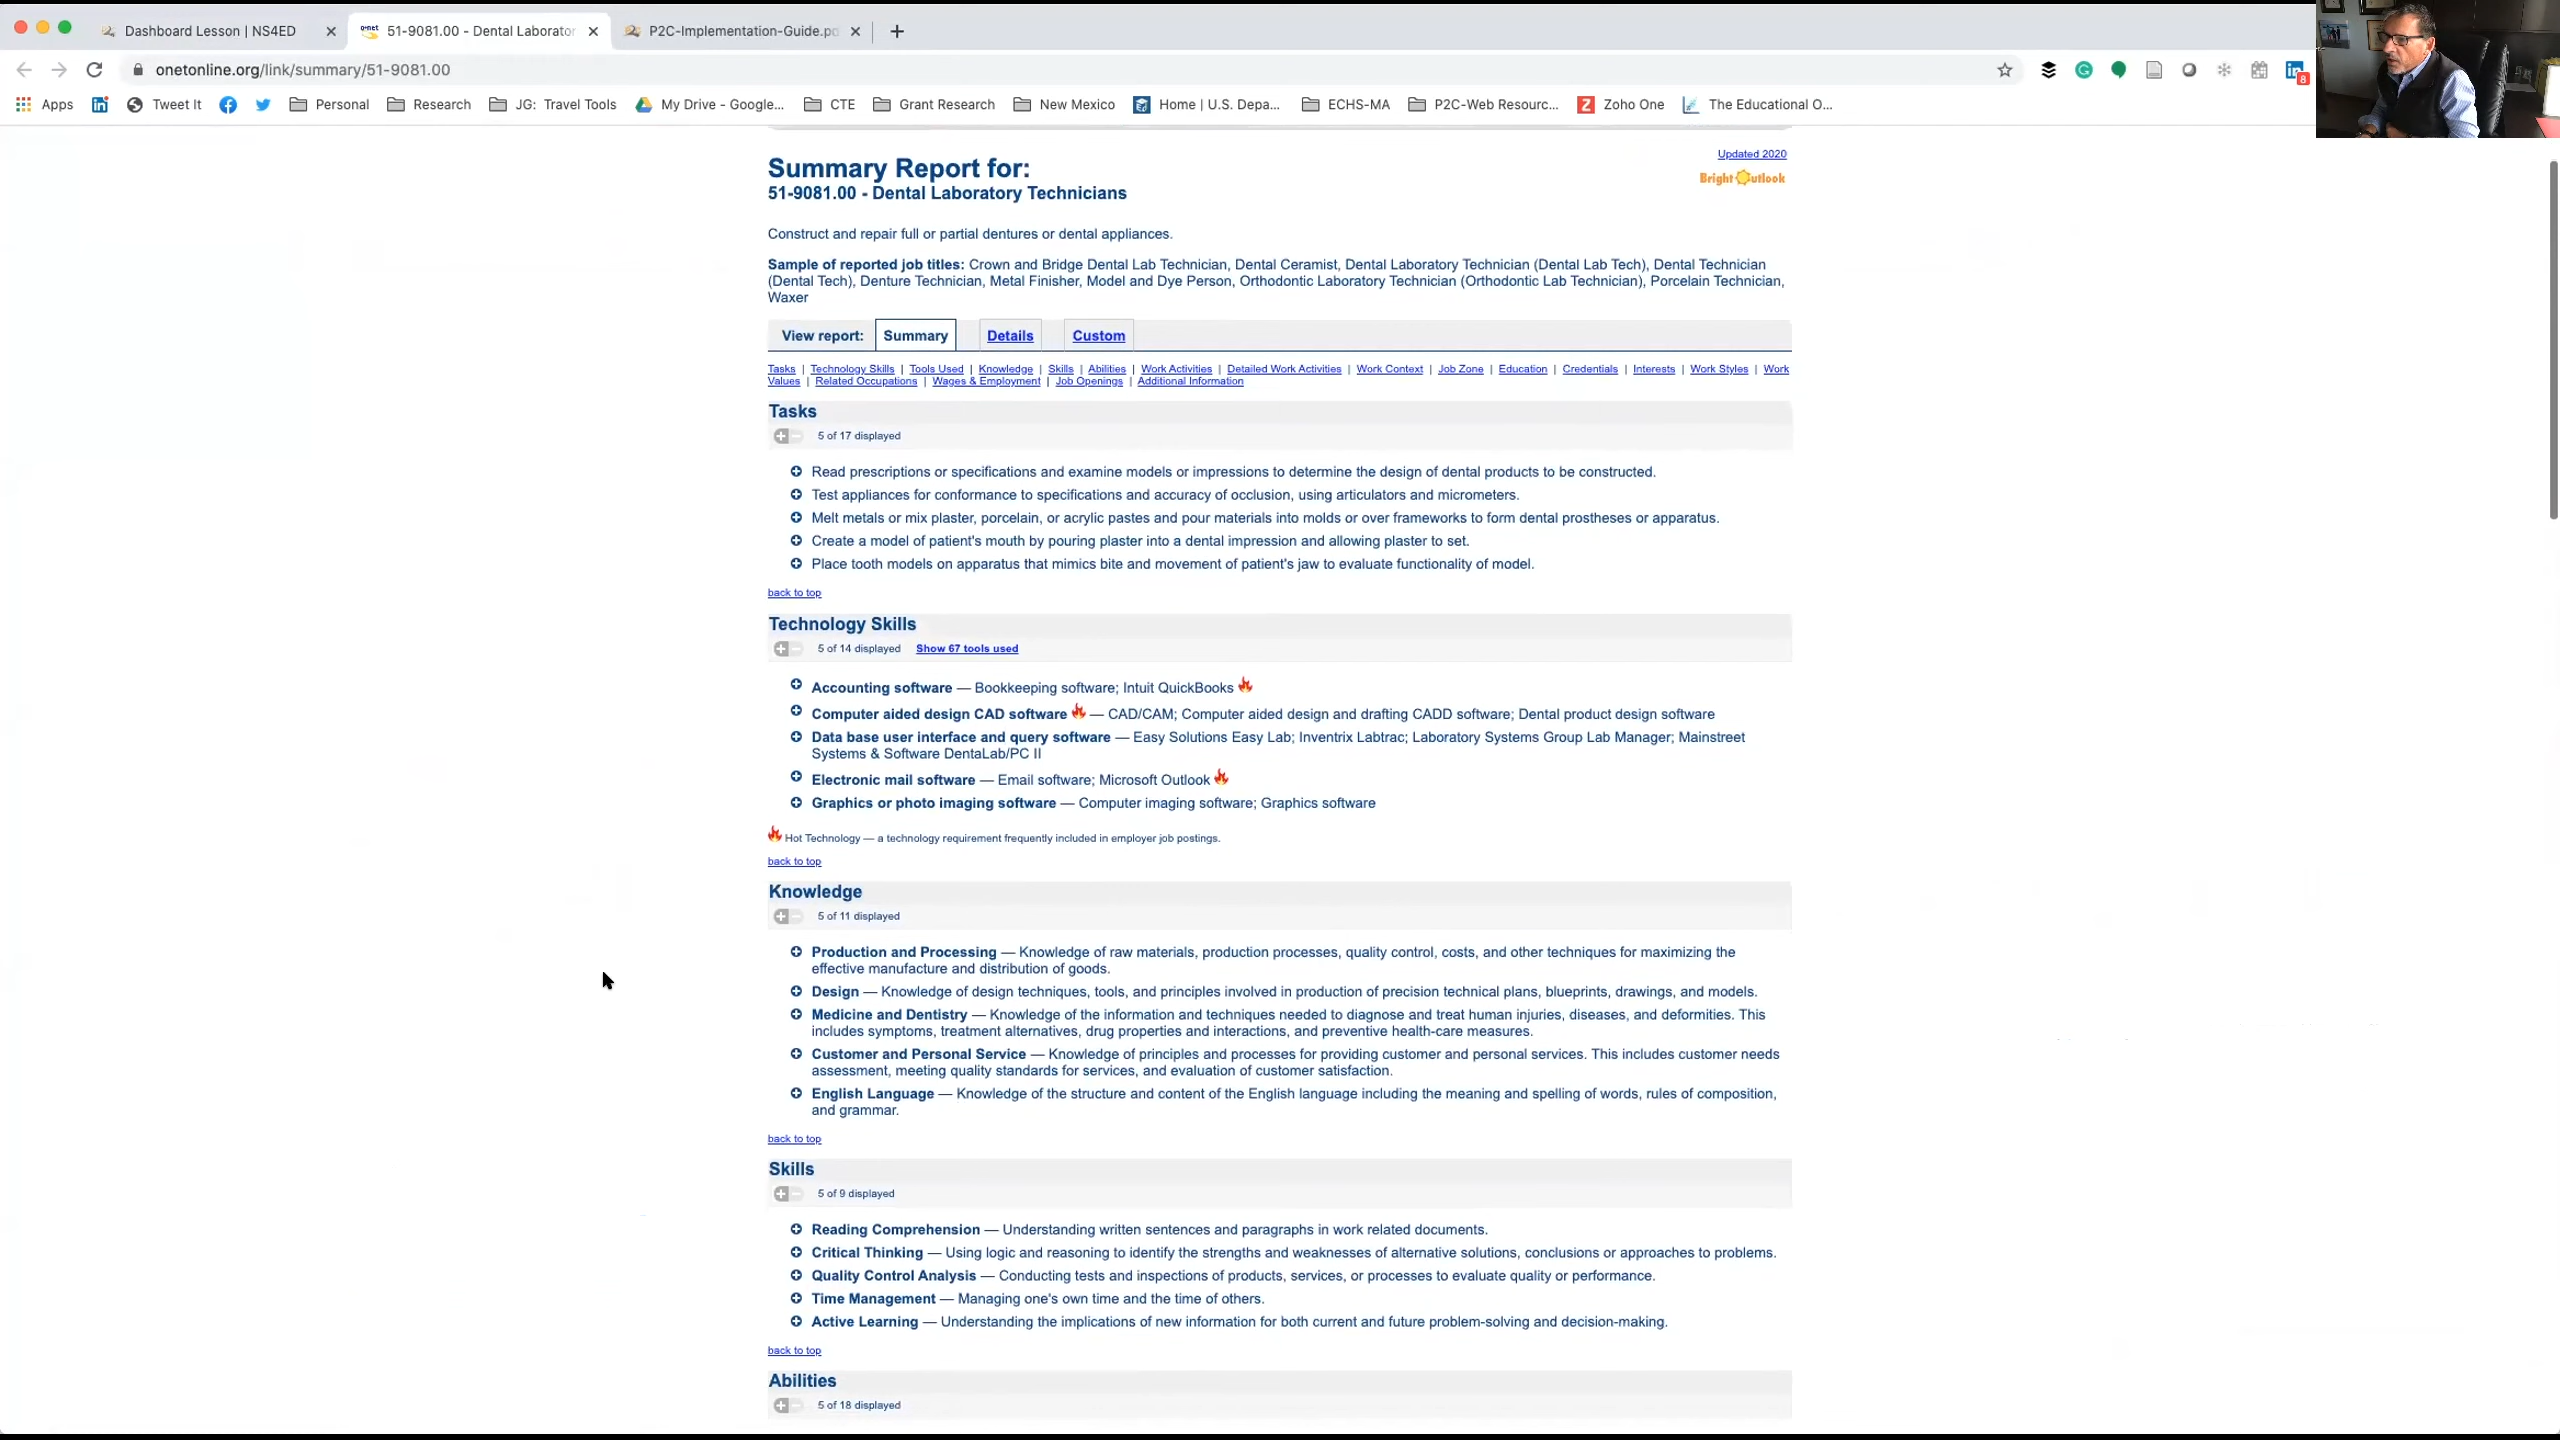 Dashboard Lesson | NS4ED
51-9081.00 - Dental Laborator
P2C-Implementation-Guide.pd
onetonline.org/link/summary/51-9081.00
8
Apps
Tweet It
Personal
Research
JG: Travel Tools
My Drive - Google...
CTE
Grant Research
New Mexico
Home | U.S. Depa...
ECHS-MA
P2C-Web Resourc...
Zoho One
The Educational O...
Updated 2020
Bright Outlook
Summary Report for:
51-9081.00 - Dental Laboratory Technicians
Construct and repair full or partial dentures or dental appliances.
Sample of reported job titles: Crown and Bridge Dental Lab Technician, Dental Ceramist, Dental Laboratory Technician (Dental Lab Tech), Dental Technician
(Dental Tech), Denture Technician, Metal Finisher, Model and Dye Person, Orthodontic Laboratory Technician (Orthodontic Lab Technician), Porcelain Technician,
Waxer
View report: Summary Details Custom
Tasks | Technology Skills | Tools Used | Knowledge | Skills | Abilities | Work Activities | Detailed Work Activities | Work Context | Job Zone | Education | Credentials | Interests | Work Styles | Work
Values | Related Occupations | Wages & Employment | Job Openings | Additional Information
Tasks
5 of 17 displayed
Read prescriptions or specifications and examine models or impressions to determine the design of dental products to be constructed.
Test appliances for conformance to specifications and accuracy of occlusion, using articulators and micrometers.
Melt metals or mix plaster, porcelain, or acrylic pastes and pour materials into molds or over frameworks to form dental prostheses or apparatus.
Create a model of patient's mouth by pouring plaster into a dental impression and allowing plaster to set.
Place tooth models on apparatus that mimics bite and movement of patient's jaw to evaluate functionality of model.
back to top
Technology Skills
5 of 14 displayed Show 67 tools used
Accounting software — Bookkeeping software; Intuit QuickBooks
Computer aided design CAD software — CAD/CAM; Computer aided design and drafting CADD software; Dental product design software
Data base user interface and query software — Easy Solutions Easy Lab; Inventrix Labtrac; Laboratory Systems Group Lab Manager; Mainstreet
Systems & Software DentaLab/PC II
Electronic mail software — Email software; Microsoft Outlook
Graphics or photo imaging software — Computer imaging software; Graphics software
Hot Technology — a technology requirement frequently included in employer job postings.
back to top
Knowledge
5 of 11 displayed
Production and Processing — Knowledge of raw materials, production processes, quality control, costs, and other techniques for maximizing the
effective manufacture and distribution of goods.
Design — Knowledge of design techniques, tools, and principles involved in production of precision technical plans, blueprints, drawings, and models.
Medicine and Dentistry — Knowledge of the information and techniques needed to diagnose and treat human injuries, diseases, and deformities. This
includes symptoms, treatment alternatives, drug properties and interactions, and preventive health-care measures.
Customer and Personal Service — Knowledge of principles and processes for providing customer and personal services. This includes customer needs
assessment, meeting quality standards for services, and evaluation of customer satisfaction.
English Language — Knowledge of the structure and content of the English language including the meaning and spelling of words, rules of composition,
and grammar.
back to top
Skills
5 of 9 displayed
Reading Comprehension — Understanding written sentences and paragraphs in work related documents.
Critical Thinking — Using logic and reasoning to identify the strengths and weaknesses of alternative solutions, conclusions or approaches to problems.
Quality Control Analysis — Conducting tests and inspections of products, services, or processes to evaluate quality or performance.
Time Management — Managing one's own time and the time of others.
Active Learning — Understanding the implications of new information for both current and future problem-solving and decision-making.
back to top
Abilities
5 of 18 displayed